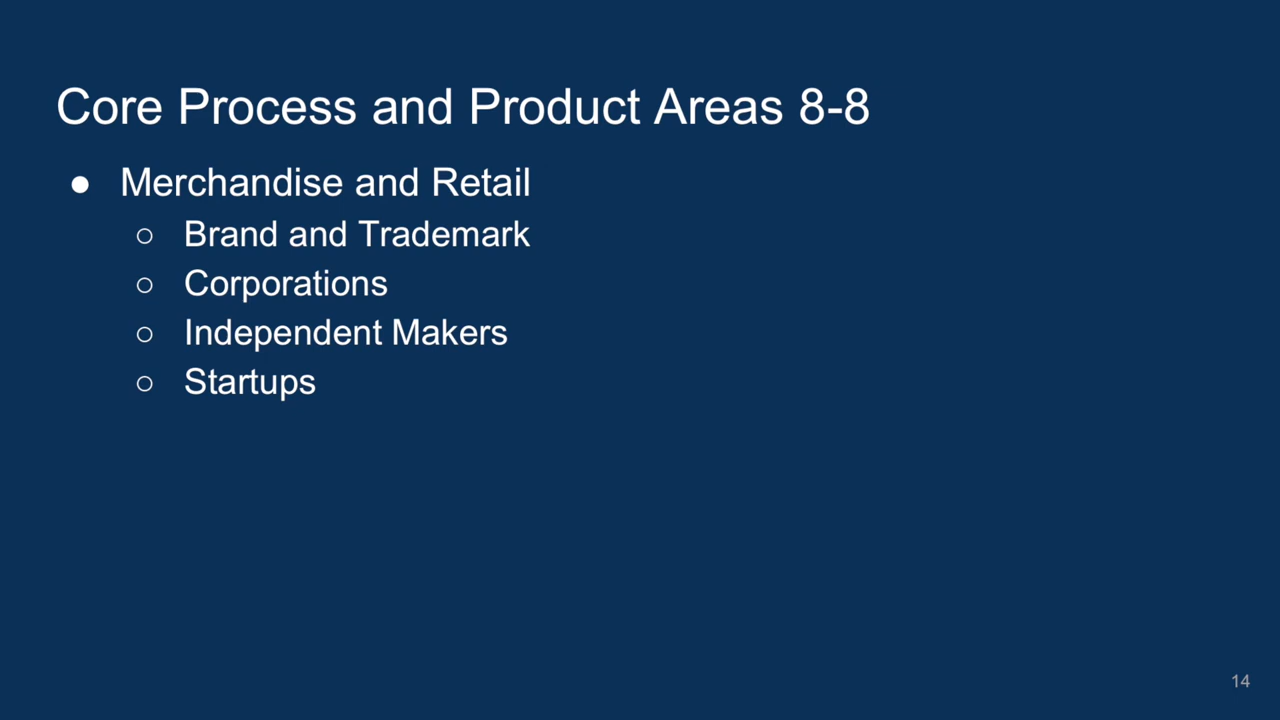 Core Process and Product Areas 8-8
● Merchandise and Retail
○ Brand and Trademark
○ Corporations
○ Independent Makers
○ Startups
14